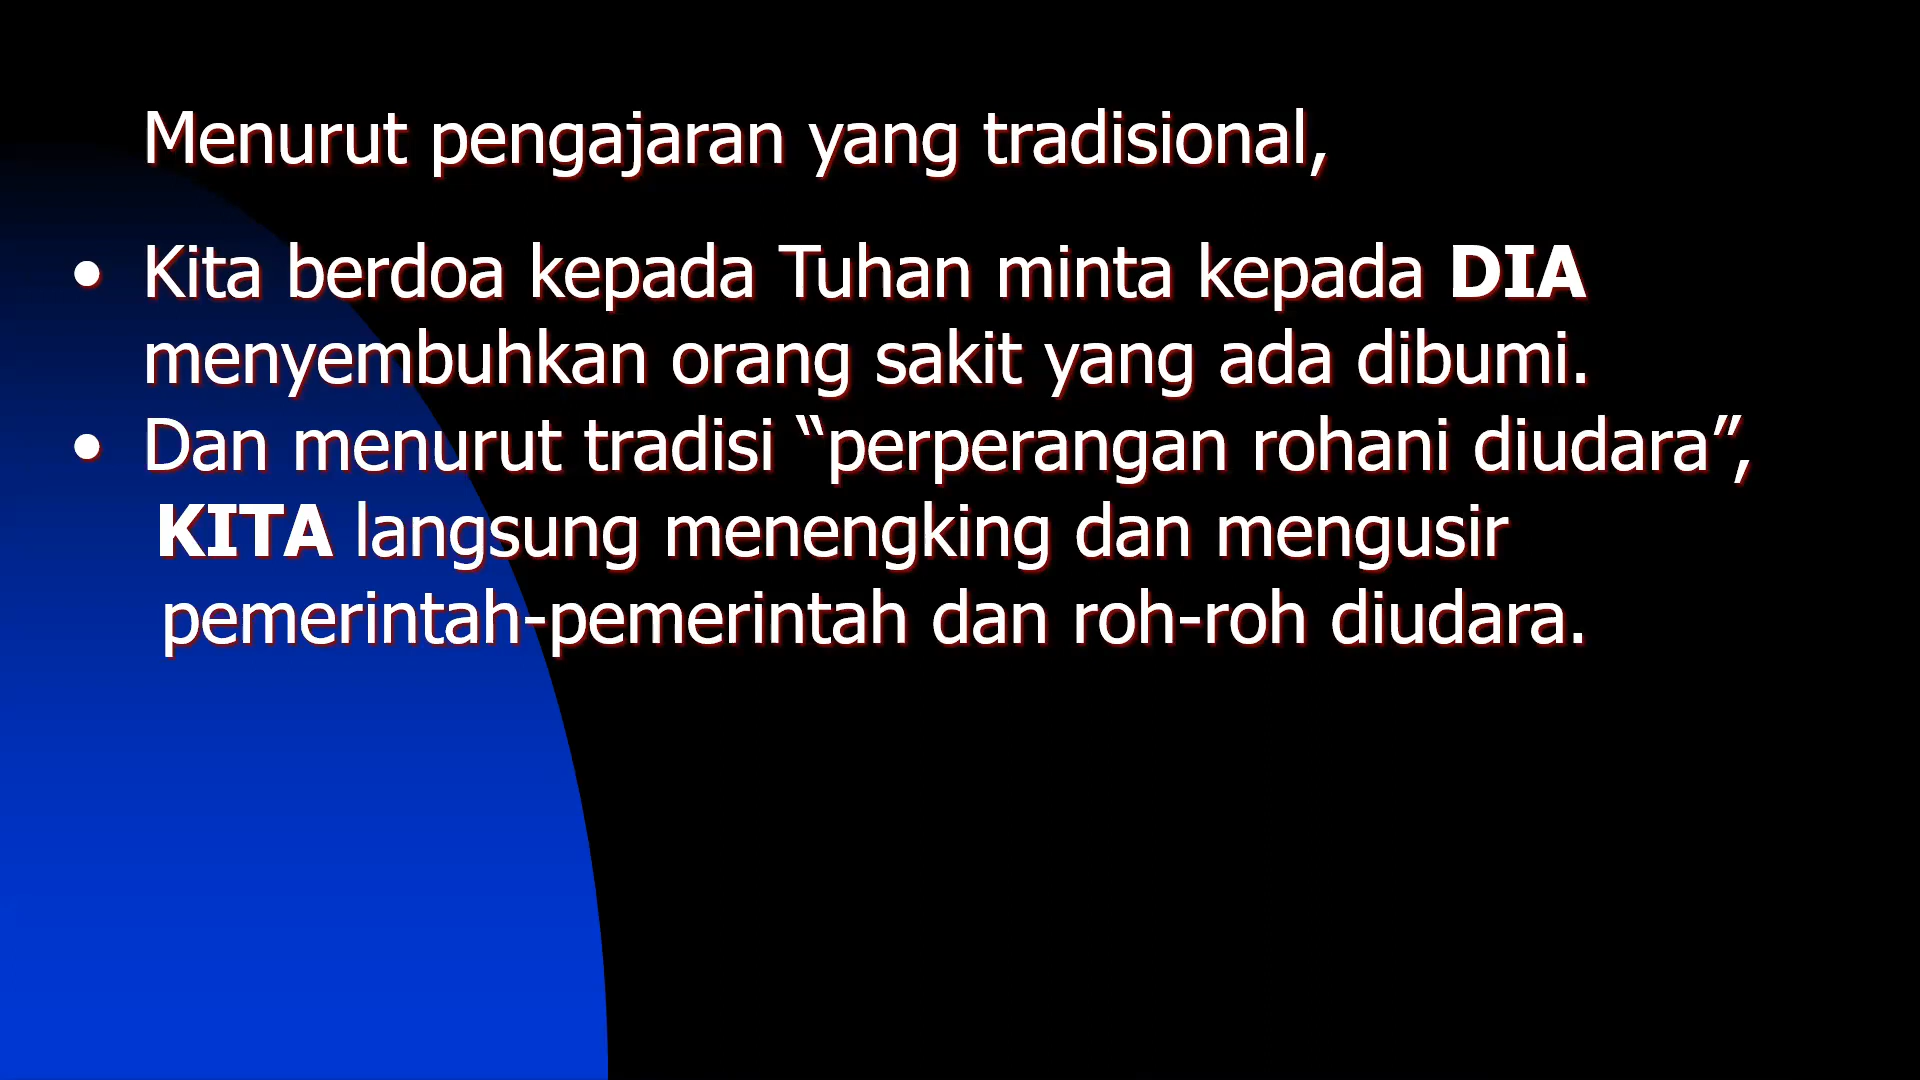 Menurut pengajaran yang tradisional,
• Kita berdoa kepada Tuhan minta kepada DIA
menyembuhkan orang sakit yang ada dibumi.
• Dan menurut tradisi “perperangan rohani diudara”,
KITA langsung menengking dan mengusir
pemerintah-pemerintah dan roh-roh diudara.